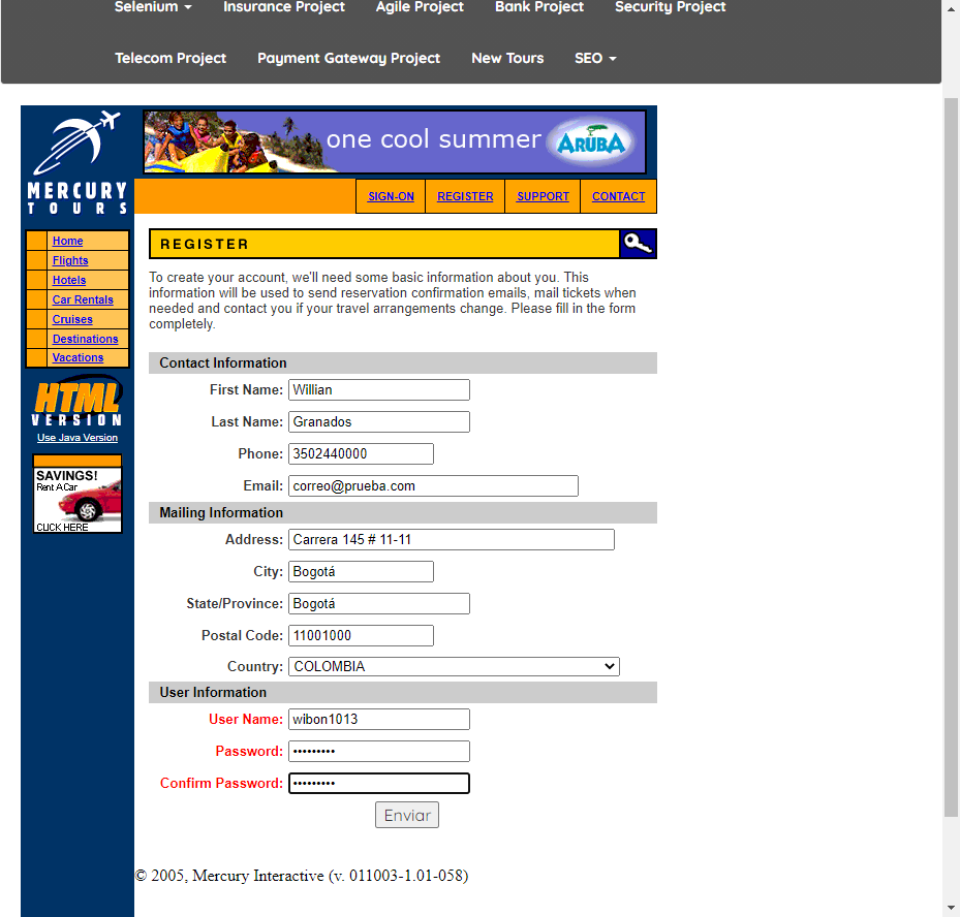 Selenium Insurance Project Agile Project Bank Project Security Project
Telecom Project Payment Gateway Project New Tours SEO
one cool summer ARUBA
MERCURY
TOURS
SIGN-ON REGISTER SUPPORT CONTACT
Home
Flights
Hotels
Car Rentals
Cruises
Destinations
Vacations
HTML
VERSION
Use Java Version
SAVINGS!
Rent A Car
CLICK HERE
REGISTER
To create your account, we'll need some basic information about you. This
information will be used to send reservation confirmation emails, mail tickets when
needed and contact you if your travel arrangements change. Please fill in the form
completely.
Contact Information
First Name: Willian
Last Name: Granados
Phone: 3502440000
Email: correo@prueba.com
Mailing Information
Address: Carrera 145 # 11-11
City: Bogotá
State/Province: Bogotá
Postal Code: 11001000
Country: COLOMBIA
User Information
User Name: wibon1013
Password: •••••••••
Confirm Password: •••••••••
Enviar
© 2005, Mercury Interactive (v. 011003-1.01-058)